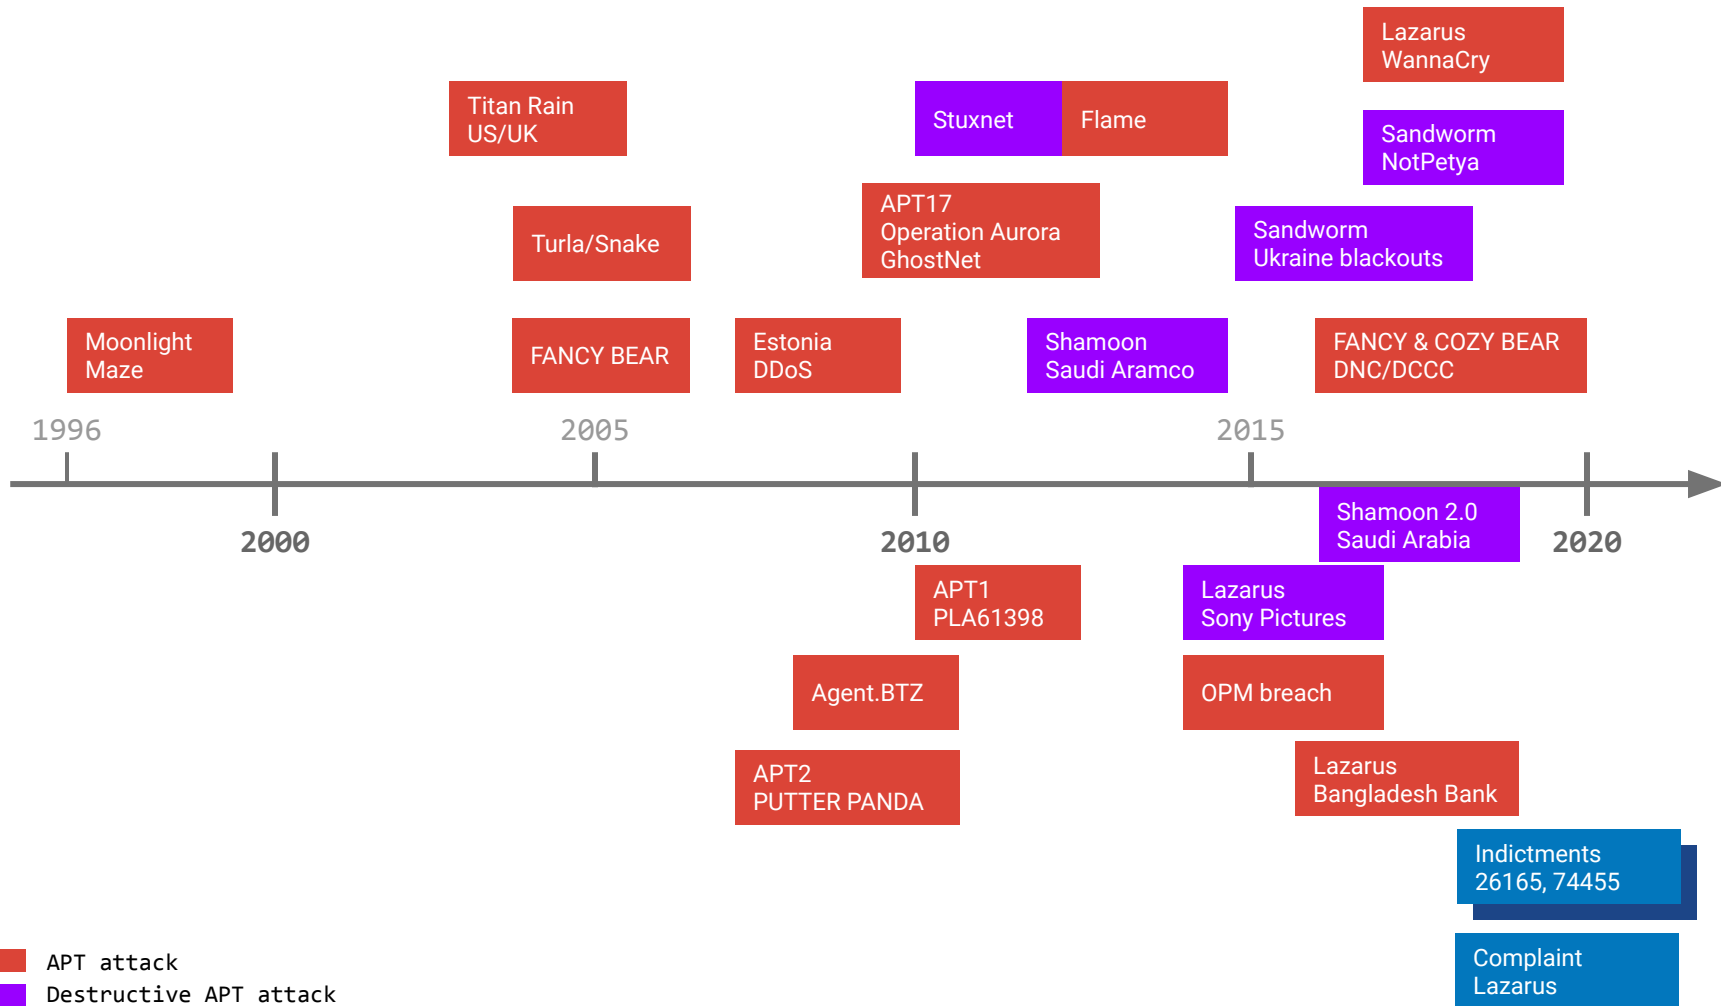 Lazarus
WannaCry
Titan Rain
US/UK
Stuxnet
Flame
Sandworm
NotPetya
APT17
Operation Aurora
GhostNet
Turla/Snake
Sandworm
Ukraine blackouts
Moonlight
Maze
FANCY BEAR
Estonia
DDoS
Shamoon
Saudi Aramco
FANCY & COZY BEAR
DNC/DCCC
1996
2005
2015
2000
2010
Shamoon 2.0
Saudi Arabia
2020
APT1
PLA61398
Lazarus
Sony Pictures
Agent.BTZ
OPM breach
APT2
PUTTER PANDA
Lazarus
Bangladesh Bank
Indictments
26165, 74455
Complaint
Lazarus
APT attack
Destructive APT attack